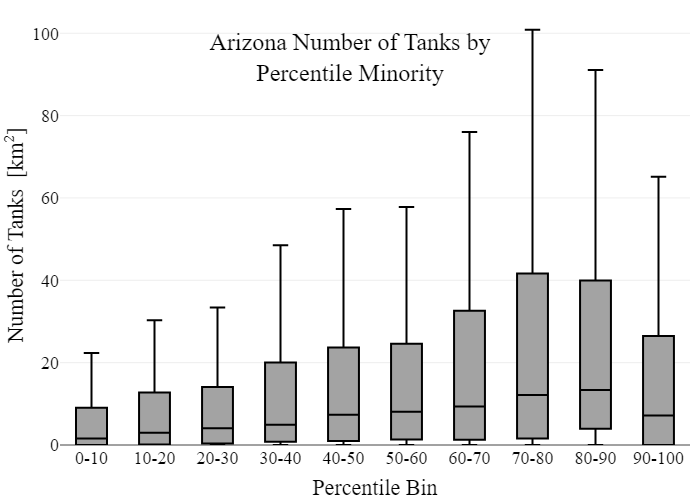 Arizona Number of Tanks by
Percentile Minority
Number of Tanks [km²]
100
80
60
40
20
0
0-10 10-20 20-30 30-40 40-50 50-60 60-70 70-80 80-90 90-100
Percentile Bin